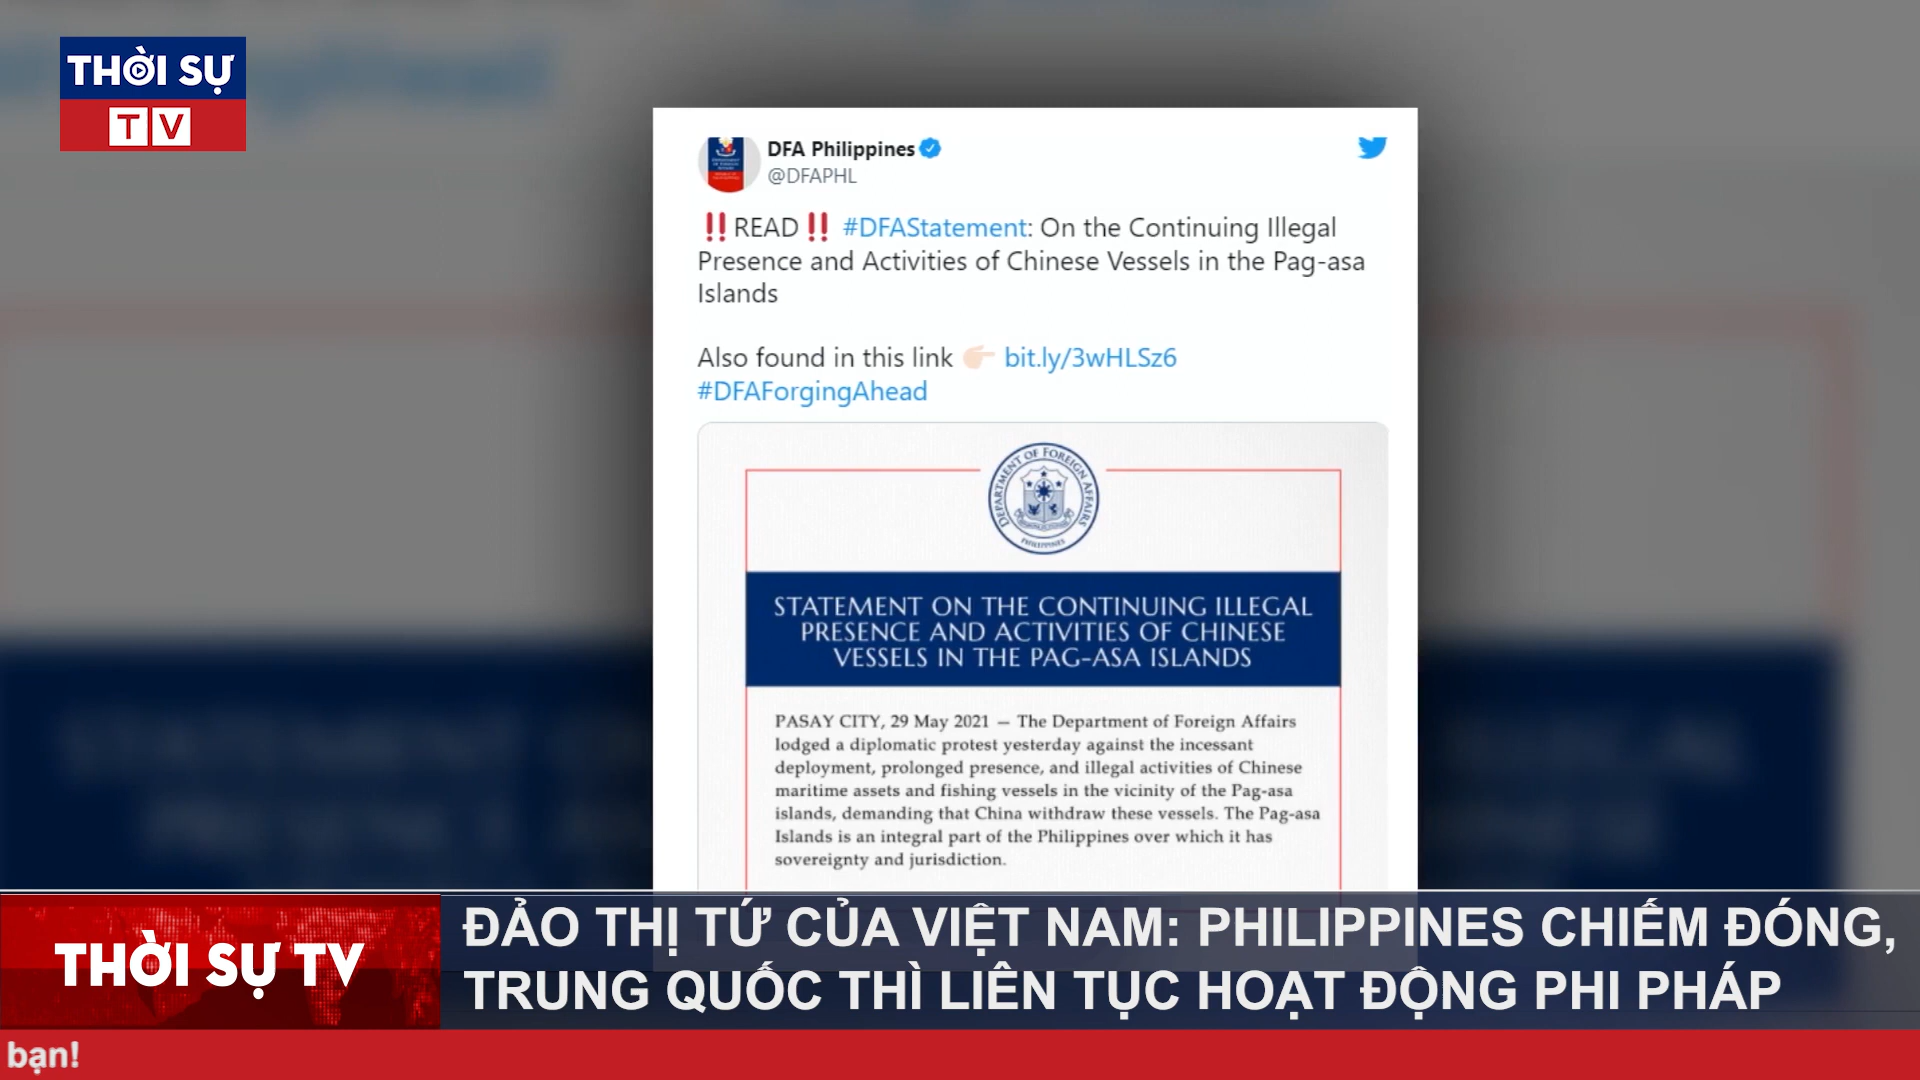 THỜI SỰ
TV
DFA Philippines
@DFAPHL
‼️READ‼️ #DFAStatement: On the Continuing Illegal
Presence and Activities of Chinese Vessels in the Pag-asa
Islands
Also found in this link 👉🏻 bit.ly/3wHLSz6
#DFAForgingAhead
DEPARTMENT OF FOREIGN AFFAIRS
PHILIPPINES
STATEMENT ON THE CONTINUING ILLEGAL
PRESENCE AND ACTIVITIES OF CHINESE
VESSELS IN THE PAG-ASA ISLANDS
PASAY CITY, 29 May 2021 — The Department of Foreign Affairs
lodged a diplomatic protest yesterday against the incessant
deployment, prolonged presence, and illegal activities of Chinese
maritime assets and fishing vessels in the vicinity of the Pag-asa
islands, demanding that China withdraw these vessels. The Pag-asa
Islands is an integral part of the Philippines over which it has
sovereignty and jurisdiction.
THỜI SỰ TV
ĐẢO THỊ TỨ CỦA VIỆT NAM: PHILIPPINES CHIẾM ĐÓNG,
TRUNG QUỐC THÌ LIÊN TỤC HOẠT ĐỘNG PHI PHÁP
bạn!